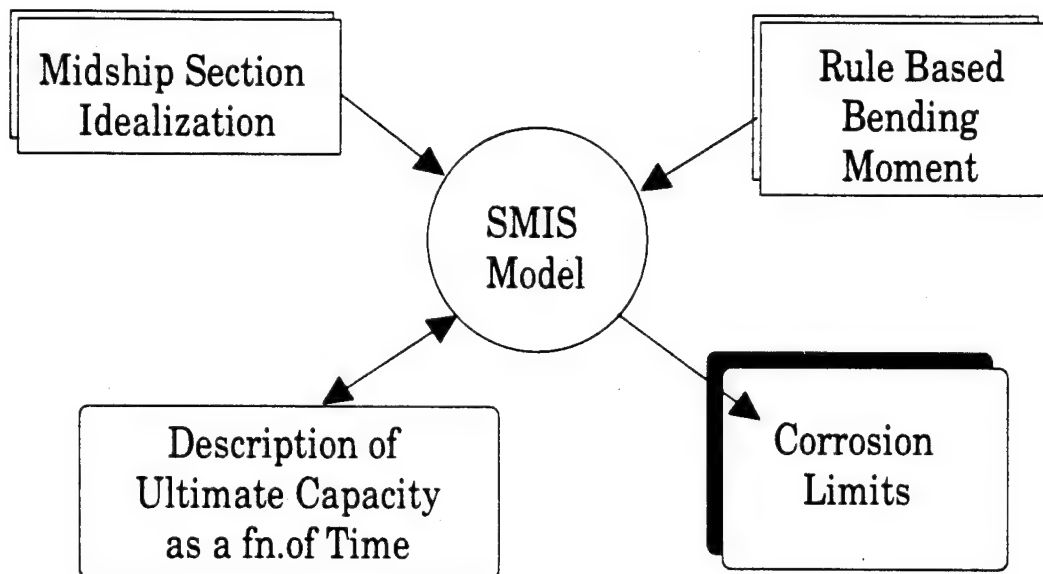 Midship Section
Idealization
Rule Based
Bending
Moment
SMIS
Model
Description of
Ultimate Capacity
as a fn.of Time
Corrosion
Limits